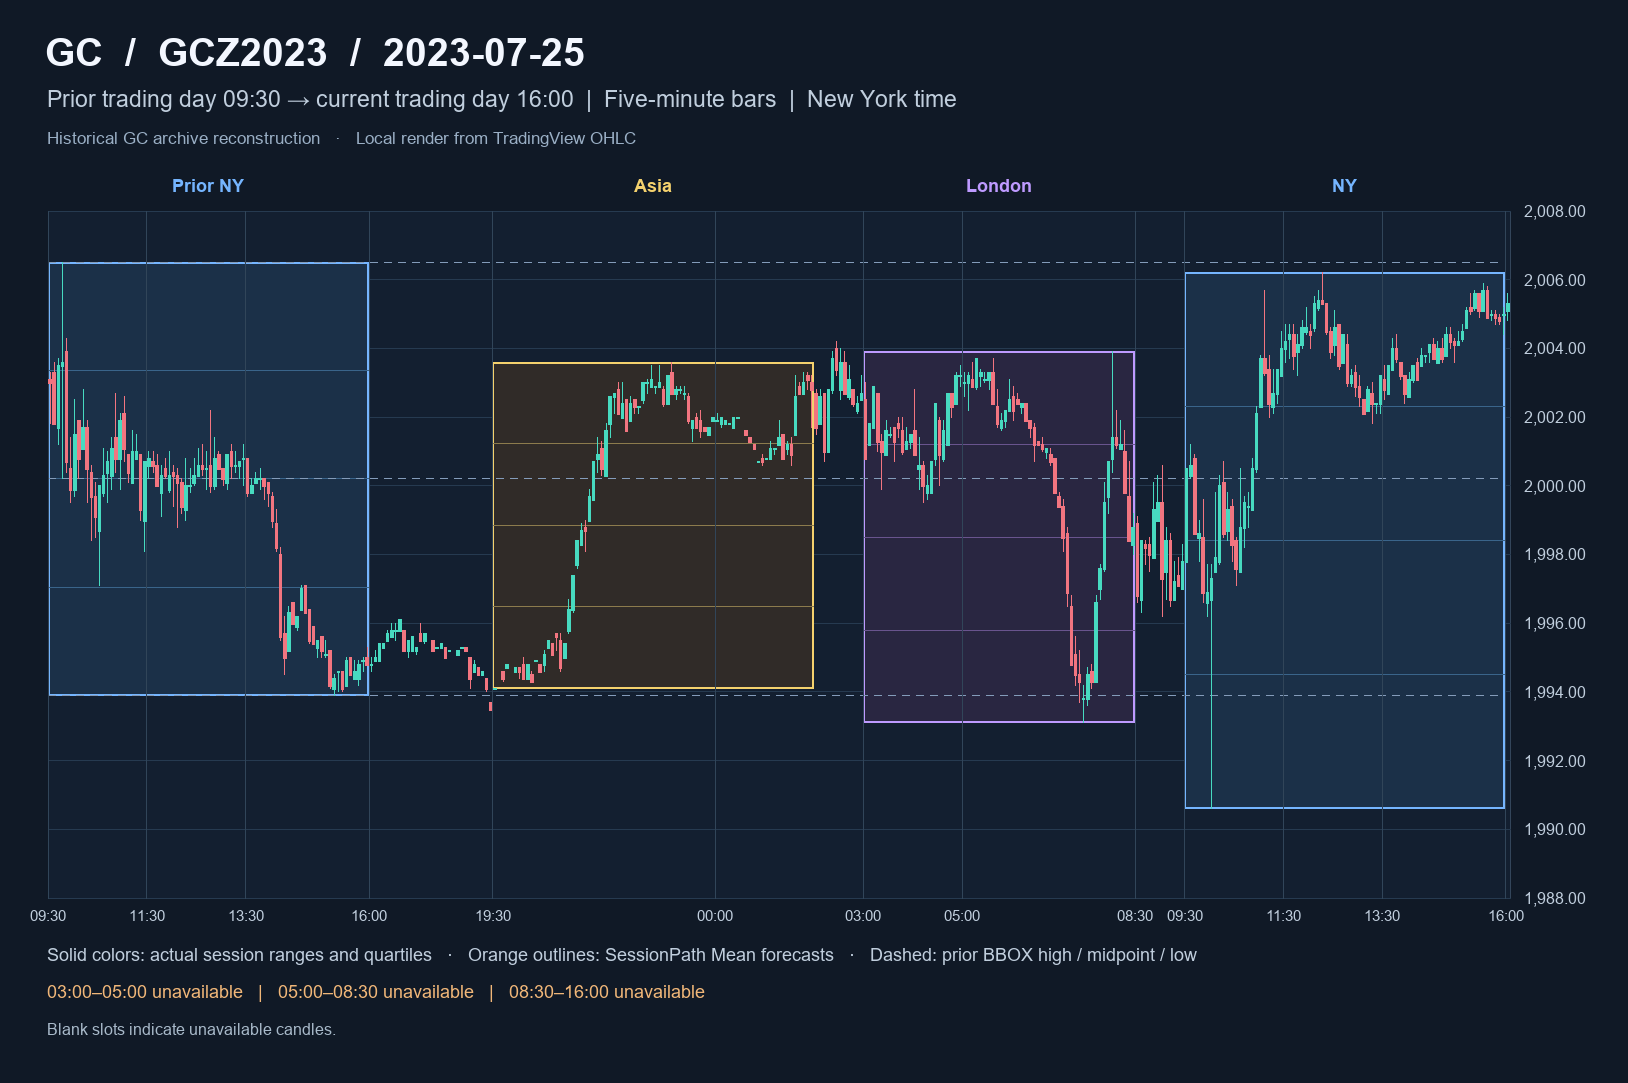 GC / GCZ2023 / 2023-07-25
Prior trading day 09:30 → current trading day 16:00 | Five-minute bars | New York time
Historical GC archive reconstruction · Local render from TradingView OHLC
Prior NY Asia London NY
2,008.00
2,006.00
2,004.00
2,002.00
2,000.00
1,998.00
1,996.00
1,994.00
1,992.00
1,990.00
1,988.00
09:30 11:30 13:30 16:00 19:30 00:00 03:00 05:00 08:30 09:30 11:30 13:30 16:00
Solid colors: actual session ranges and quartiles · Orange outlines: SessionPath Mean forecasts · Dashed: prior BBOX high / midpoint / low
03:00–05:00 unavailable | 05:00–08:30 unavailable | 08:30–16:00 unavailable
Blank slots indicate unavailable candles.